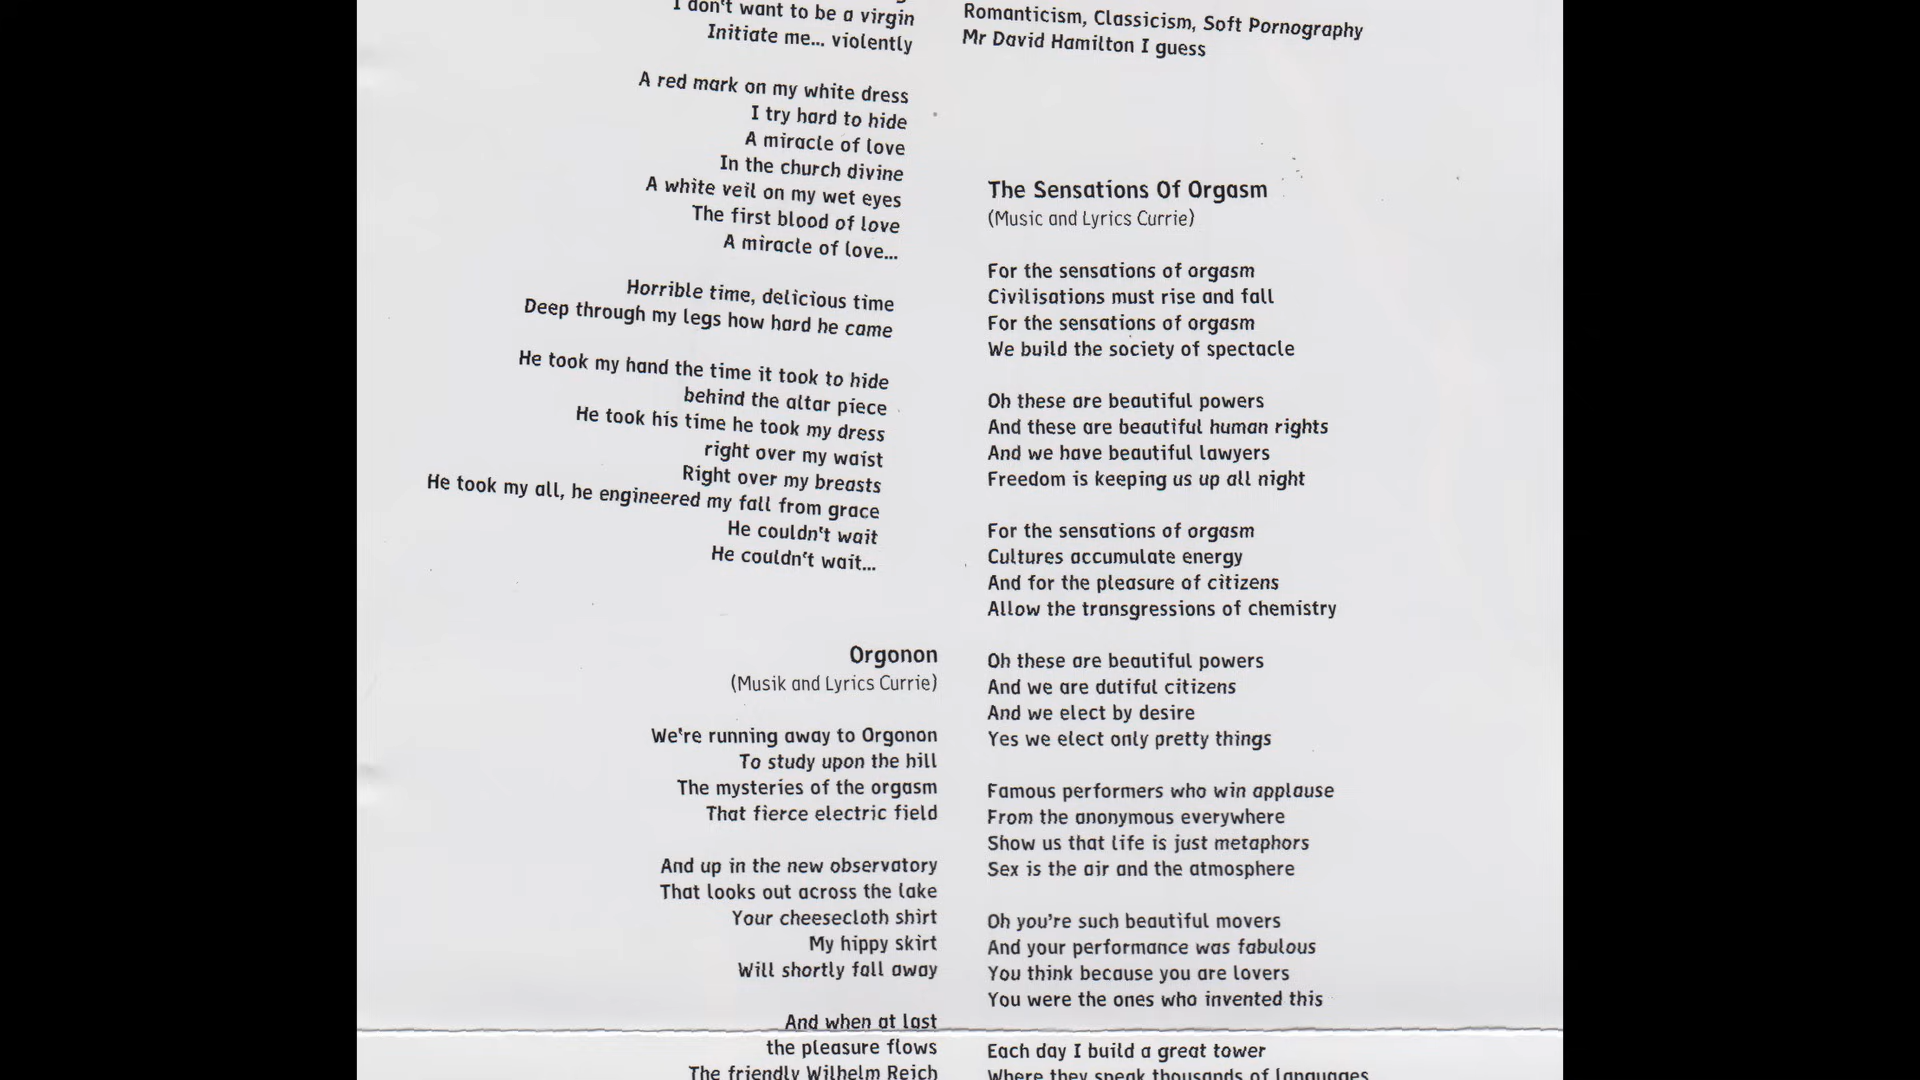 I don't want to be a virgin
Initiate me... violently
A red mark on my white dress
I try hard to hide
A miracle of love
In the church divine
A white veil on my wet eyes
The first blood of love
A miracle of love...
Horrible time, delicious time
Deep through my legs how hard he came
He took my hand the time it took to hide
behind the altar piece
He took his time he took my dress
right over my waist
Right over my breasts
He took my all, he engineered my fall from grace
He couldn't wait
He couldn't wait...
Orgonon
(Musik and Lyrics Currie)
We're running away to Orgonon
To study upon the hill
The mysteries of the orgasm
That fierce electric field
And up in the new observatory
That looks out across the lake
Your cheesecloth shirt
My hippy skirt
Will shortly fall away
And when at last
the pleasure flows
The friendly Wilhelm Reich
Romanticism, Classicism, Soft Pornography
Mr David Hamilton I guess
The Sensations Of Orgasm
(Music and Lyrics Currie)
For the sensations of orgasm
Civilisations must rise and fall
For the sensations of orgasm
We build the society of spectacle
Oh these are beautiful powers
And these are beautiful human rights
And we have beautiful lawyers
Freedom is keeping us up all night
For the sensations of orgasm
Cultures accumulate energy
And for the pleasure of citizens
Allow the transgressions of chemistry
Oh these are beautiful powers
And we are dutiful citizens
And we elect by desire
Yes we elect only pretty things
Famous performers who win applause
From the anonymous everywhere
Show us that life is just metaphors
Sex is the air and the atmosphere
Oh you're such beautiful movers
And your performance was fabulous
You think because you are lovers
You were the ones who invented this
Each day I build a great tower
Where they speak thousands of languages